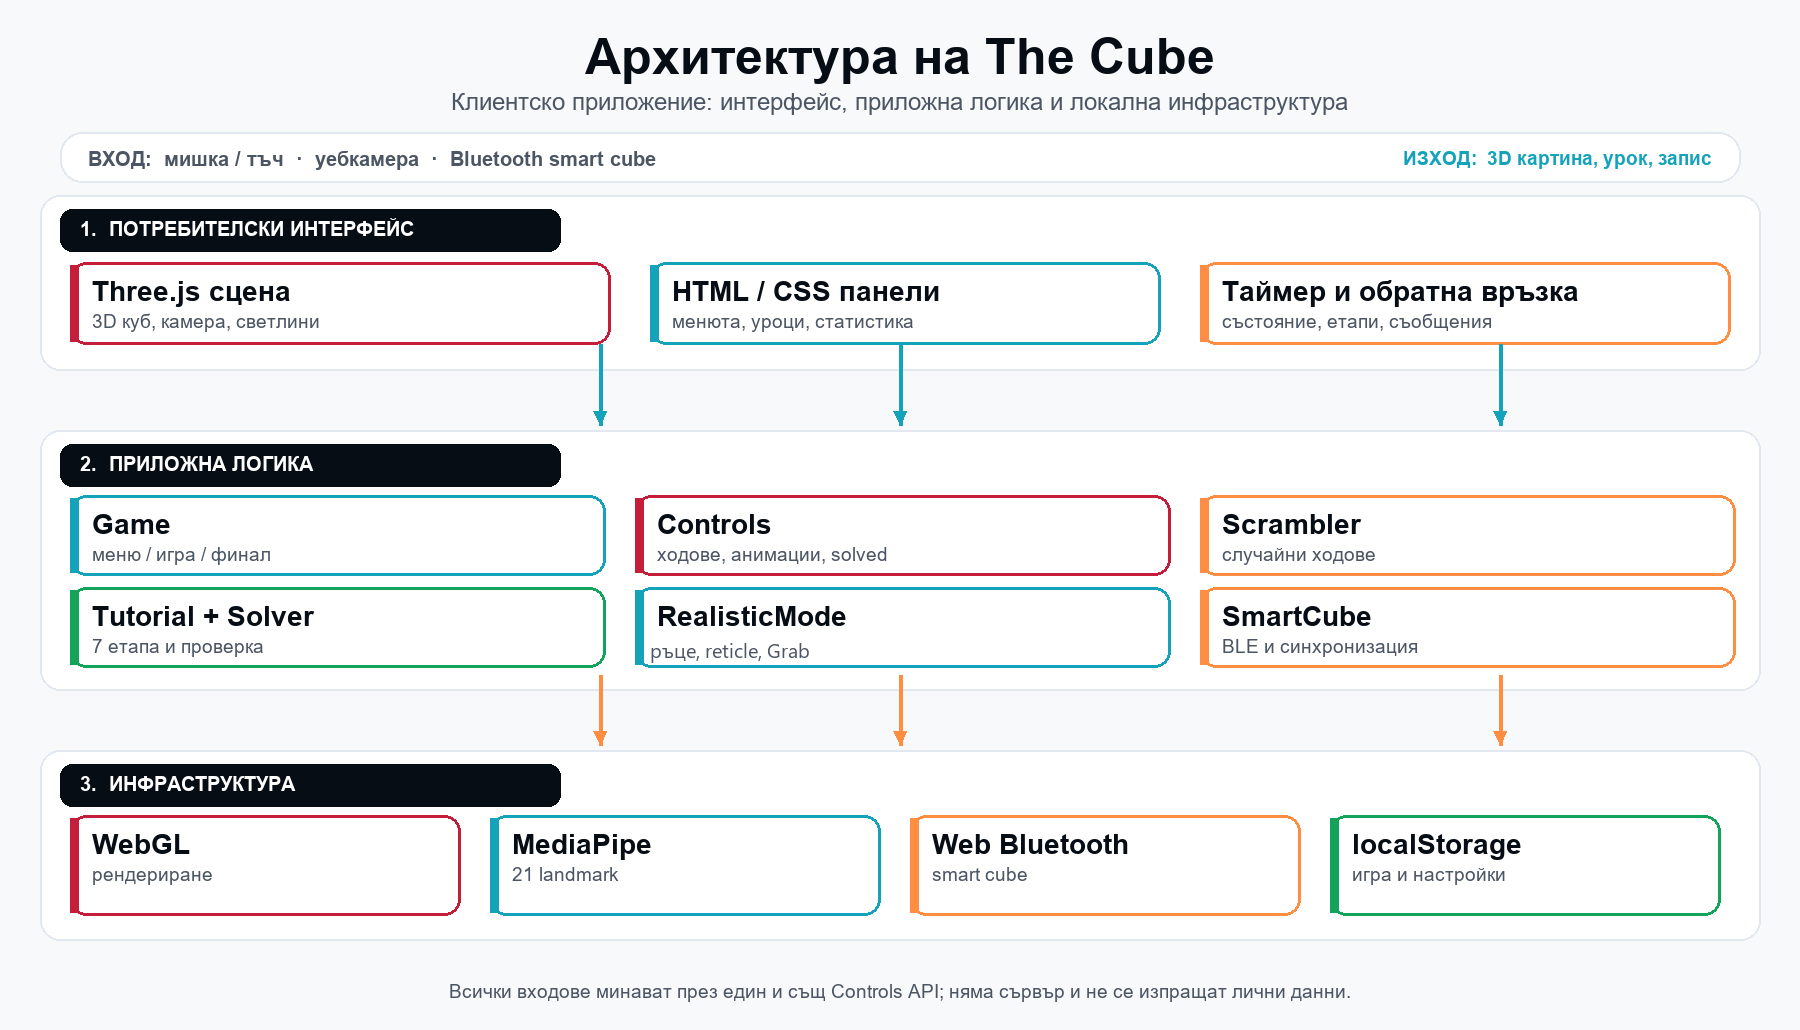 Архитектура на The Cube
Клиентско приложение: интерфейс, приложна логика и локална инфраструктура
ВХОД: мишка / тъч · уебкамера · Bluetooth smart cube
ИЗХОД: 3D картина, урок, запис
1. ПОТРЕБИТЕЛСКИ ИНТЕРФЕЙС
Three.js сцена
3D куб, камера, светлини
HTML / CSS панели
менюта, уроци, статистика
Таймер и обратна връзка
състояние, етапи, съобщения
2. ПРИЛОЖНА ЛОГИКА
Game
меню / игра / финал
Controls
ходове, анимации, solved
Scrambler
случайни ходове
Tutorial + Solver
7 етапа и проверка
RealisticMode
ръце, reticle, Grab
SmartCube
BLE и синхронизация
3. ИНФРАСТРУКТУРА
WebGL
рендериране
MediaPipe
21 landmark
Web Bluetooth
smart cube
localStorage
игра и настройки
Всички входове минават през един и същ Controls API; няма сървър и не се изпращат лични данни.